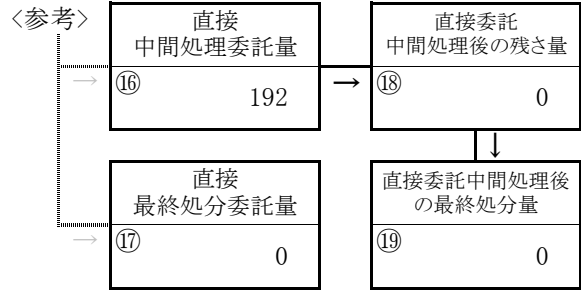 〈参考〉
直接
中間処理委託量
⑯
192
→
→
直接委託
中間処理後の残さ量
⑱
0
↓
直接
最終処分委託量
⑰
0
→
直接委託中間処理後
の最終処分量
⑲
0